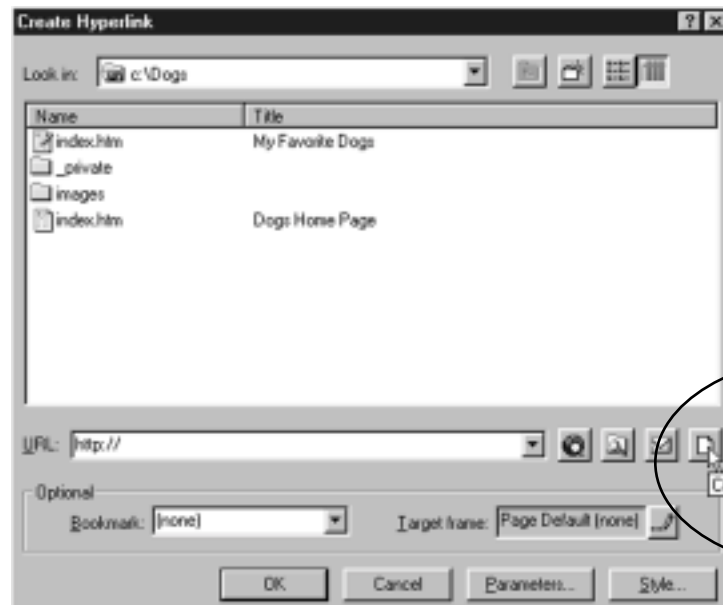 Create Hyperlink
Look in: c:\Dogs
Name Title
index.htm My Favorite Dogs
_private
images
index.htm Dogs Home Page
URL: http://
Optional
Bookmark: (none) Target frame: Page Default (none)
OK Cancel Parameters... Style...